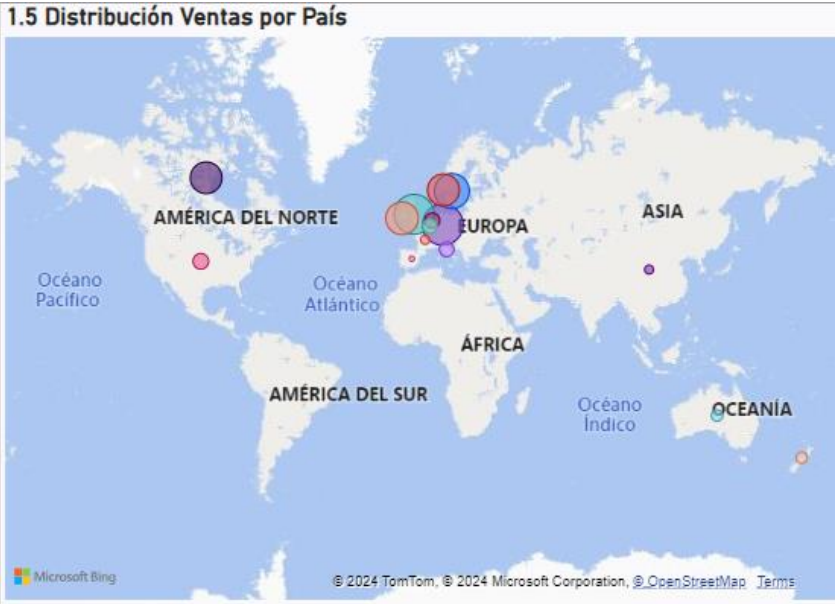 1.5 Distribución Ventas por País
AMÉRICA DEL NORTE
EUROPA
ASIA
Océano
Pacífico
Océano
Atlántico
ÁFRICA
AMÉRICA DEL SUR
Océano
Índico
OCEANÍA
Microsoft Bing
© 2024 TomTom, © 2024 Microsoft Corporation, © OpenStreetMap Terms